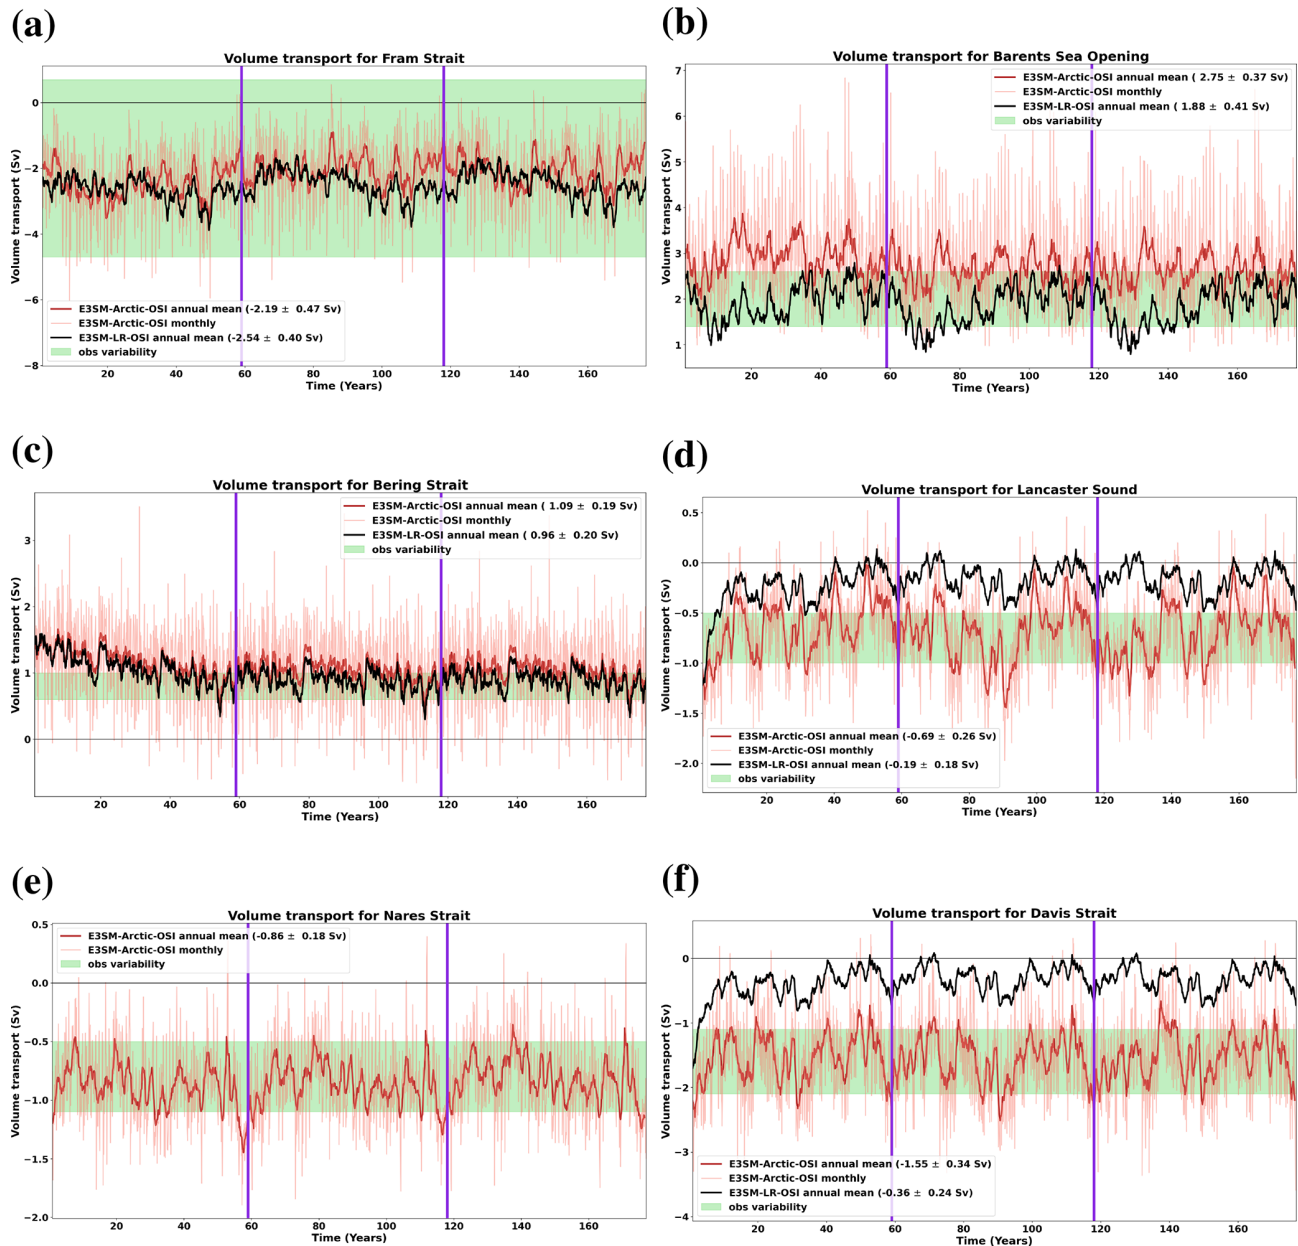 (a)
Volume transport for Fram Strait
Volume transport (Sv)
0
−2
−4
−6
−8
E3SM-Arctic-OSI annual mean (-2.19 ± 0.47 Sv)
E3SM-Arctic-OSI monthly
E3SM-LR-OSI annual mean (-2.54 ± 0.40 Sv)
obs variability
20 40 60 80 100 120 140 160
Time (Years)
(b)
Volume transport for Barents Sea Opening
Volume transport (Sv)
7
6
5
4
3
2
1
E3SM-Arctic-OSI annual mean ( 2.75 ± 0.37 Sv)
E3SM-Arctic-OSI monthly
E3SM-LR-OSI annual mean ( 1.88 ± 0.41 Sv)
obs variability
20 40 60 80 100 120 140 160
Time (Years)
(c)
Volume transport for Bering Strait
Volume transport (Sv)
3
2
1
0
E3SM-Arctic-OSI annual mean ( 1.09 ± 0.19 Sv)
E3SM-Arctic-OSI monthly
E3SM-LR-OSI annual mean ( 0.96 ± 0.20 Sv)
obs variability
20 40 60 80 100 120 140 160
Time (Years)
(d)
Volume transport for Lancaster Sound
Volume transport (Sv)
0.5
0.0
−0.5
−1.0
−1.5
−2.0
E3SM-Arctic-OSI annual mean (-0.69 ± 0.26 Sv)
E3SM-Arctic-OSI monthly
E3SM-LR-OSI annual mean (-0.19 ± 0.18 Sv)
obs variability
20 40 60 80 100 120 140 160
Time (Years)
(e)
Volume transport for Nares Strait
Volume transport (Sv)
0.5
0.0
−0.5
−1.0
−1.5
−2.0
E3SM-Arctic-OSI annual mean (-0.86 ± 0.18 Sv)
E3SM-Arctic-OSI monthly
obs variability
20 40 60 80 100 120 140 160
Time (Years)
(f)
Volume transport for Davis Strait
Volume transport (Sv)
0
−1
−2
−3
−4
E3SM-Arctic-OSI annual mean (-1.55 ± 0.34 Sv)
E3SM-Arctic-OSI monthly
E3SM-LR-OSI annual mean (-0.36 ± 0.24 Sv)
obs variability
20 40 60 80 100 120 140 160
Time (Years)